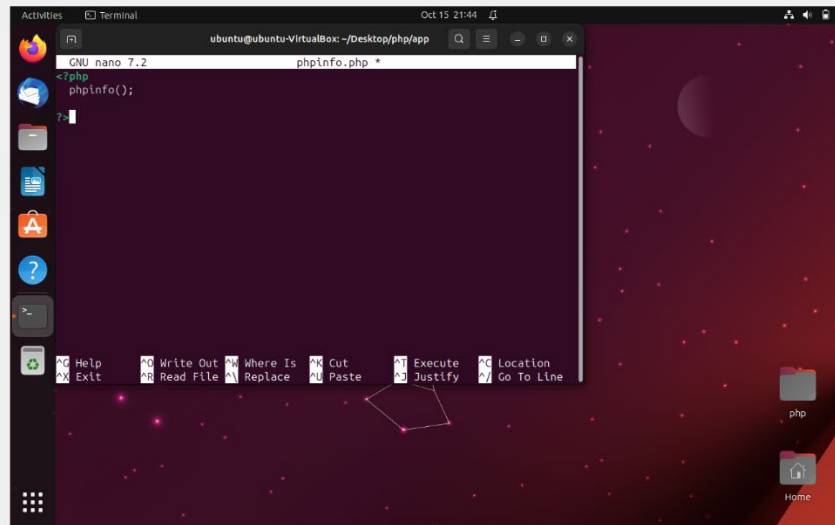 Activities Terminal Oct 15 21:44
ubuntu@ubuntu-VirtualBox: ~/Desktop/php/app
GNU nano 7.2 phpinfo.php *
<?php
phpinfo();
?>
^G Help ^O Write Out ^W Where Is ^K Cut ^T Execute ^C Location
^X Exit ^R Read File ^\ Replace ^U Paste ^J Justify ^/ Go To Line
php
Home